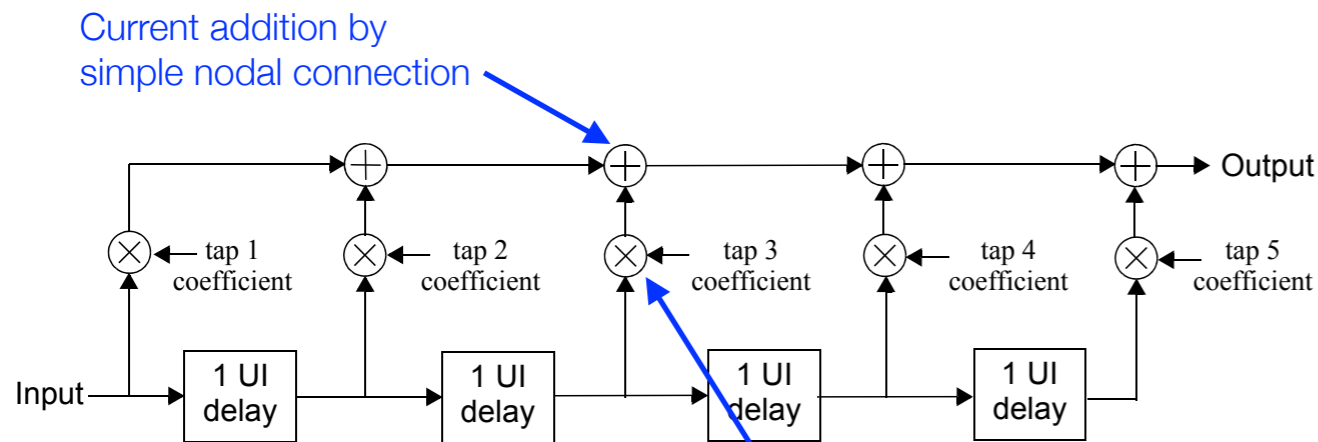 Current addition by
simple nodal connection
Output
tap 1
coefficient
tap 2
coefficient
tap 3
coefficient
tap 4
coefficient
tap 5
coefficient
Input
1 UI
delay
1 UI
delay
1 UI
delay
1 UI
delay